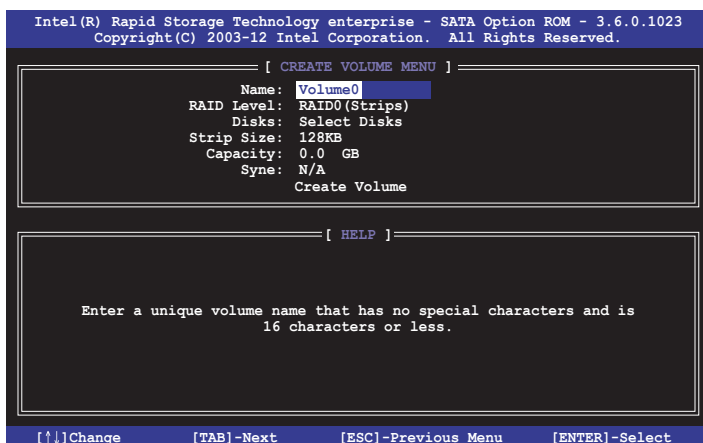 Intel(R) Rapid Storage Technology enterprise - SATA Option ROM - 3.6.0.1023
Copyright(C) 2003-12 Intel Corporation. All Rights Reserved.
[ CREATE VOLUME MENU ]
Name: Volume0
RAID Level: RAID0(Strips)
Disks: Select Disks
Strip Size: 128KB
Capacity: 0.0 GB
Syne: N/A
Create Volume
[ HELP ]
Enter a unique volume name that has no special characters and is
16 characters or less.
[↑↓]Change [TAB]-Next [ESC]-Previous Menu [ENTER]-Select